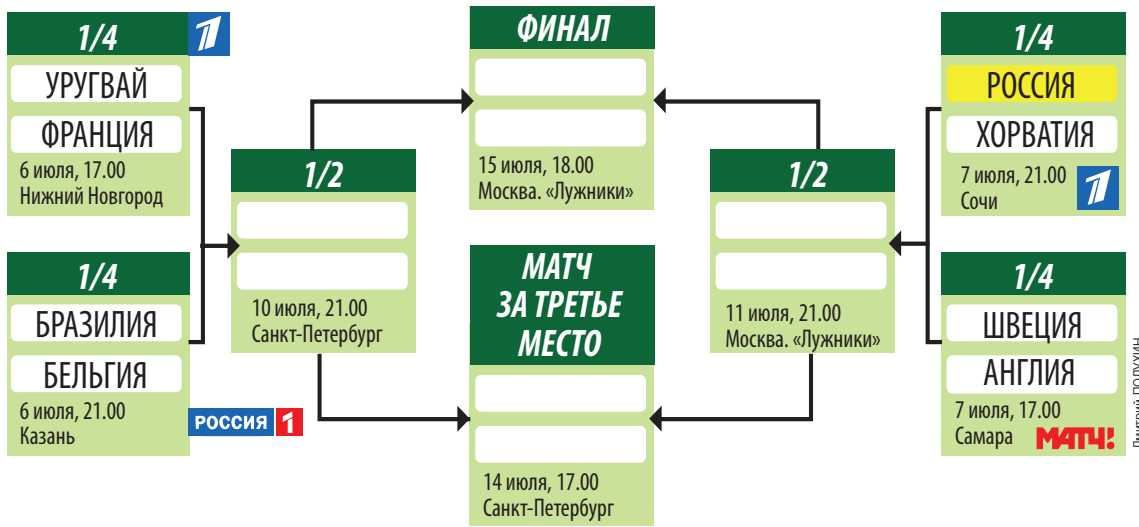 1/4
УРУГВАЙ
ФРАНЦИЯ
6 июля, 17.00
Нижний Новгород
1/4
БРАЗИЛИЯ
БЕЛЬГИЯ
6 июля, 21.00
Казань
РОССИЯ 1
1/2
10 июля, 21.00
Санкт-Петербург
ФИНАЛ
15 июля, 18.00
Москва. «Лужники»
МАТЧ
ЗА ТРЕТЬЕ
МЕСТО
14 июля, 17.00
Санкт-Петербург
1/2
11 июля, 21.00
Москва. «Лужники»
1/4
РОССИЯ
ХОРВАТИЯ
7 июля, 21.00
Сочи
1/4
ШВЕЦИЯ
АНГЛИЯ
7 июля, 17.00
Самара
МАТЧ!
Дмитрий ПОЛУХИН